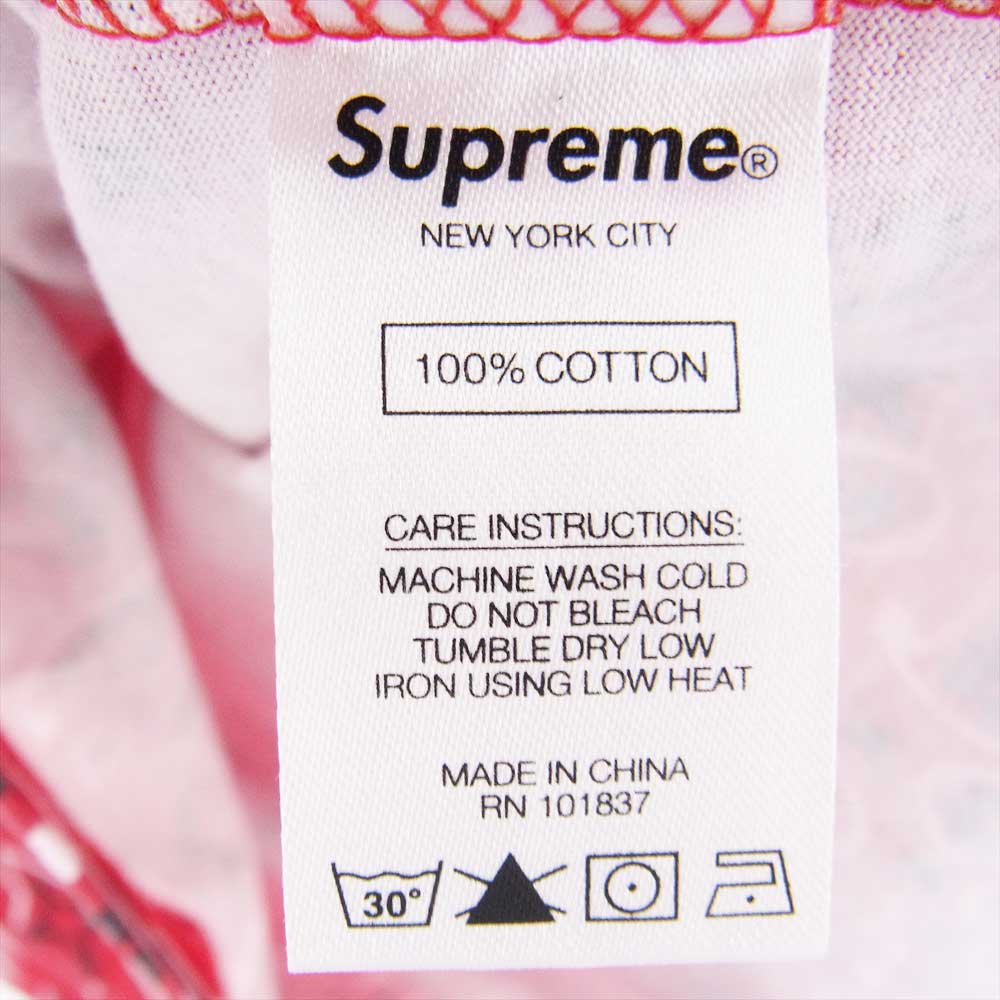 Supreme®
NEW YORK CITY
100% COTTON
CARE INSTRUCTIONS:
MACHINE WASH COLD
DO NOT BLEACH
TUMBLE DRY LOW
IRON USING LOW HEAT
MADE IN CHINA
RN 101837
30°